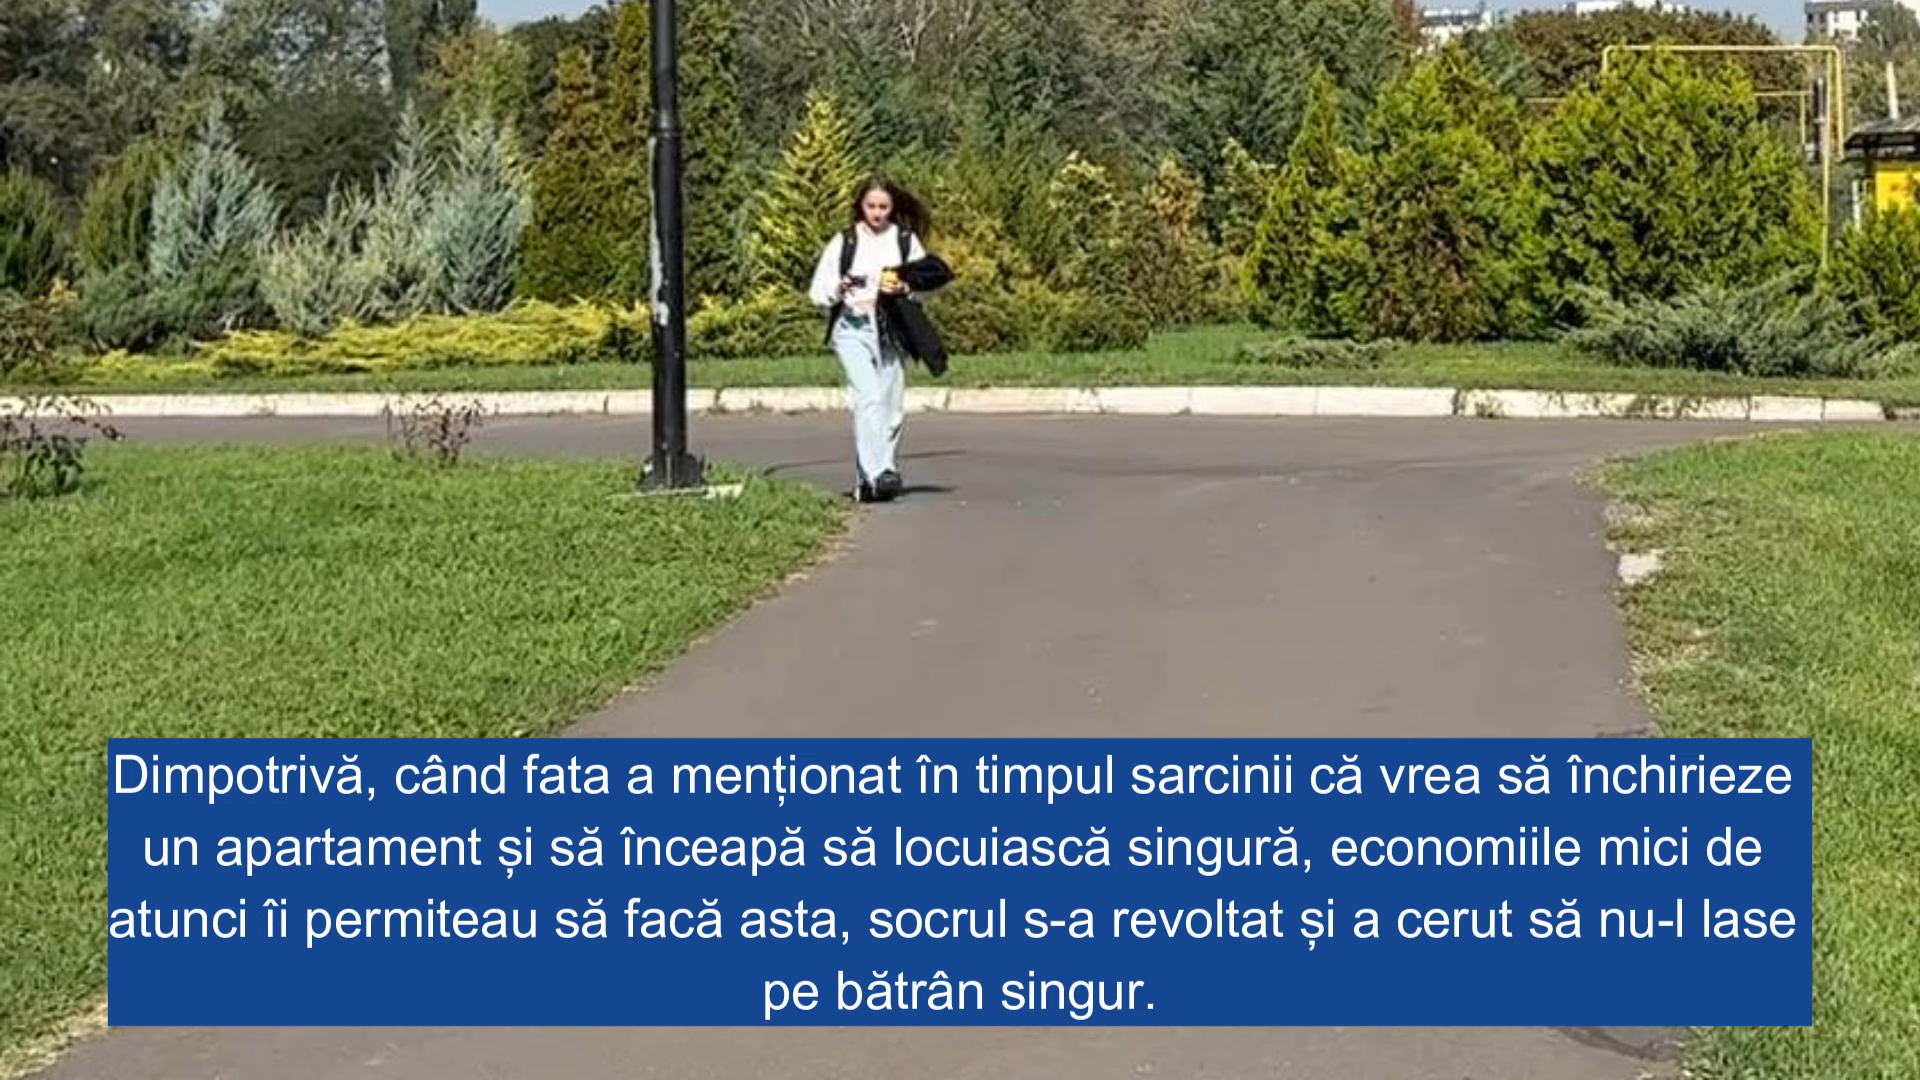 Dimpotrivă, când fata a menționat în timpul sarcinii că vrea să închirieze
un apartament și să înceapă să locuiască singură, economiile mici de
atunci îi permiteau să facă asta, socrul s-a revoltat și a cerut să nu-l lase
pe bătrân singur.